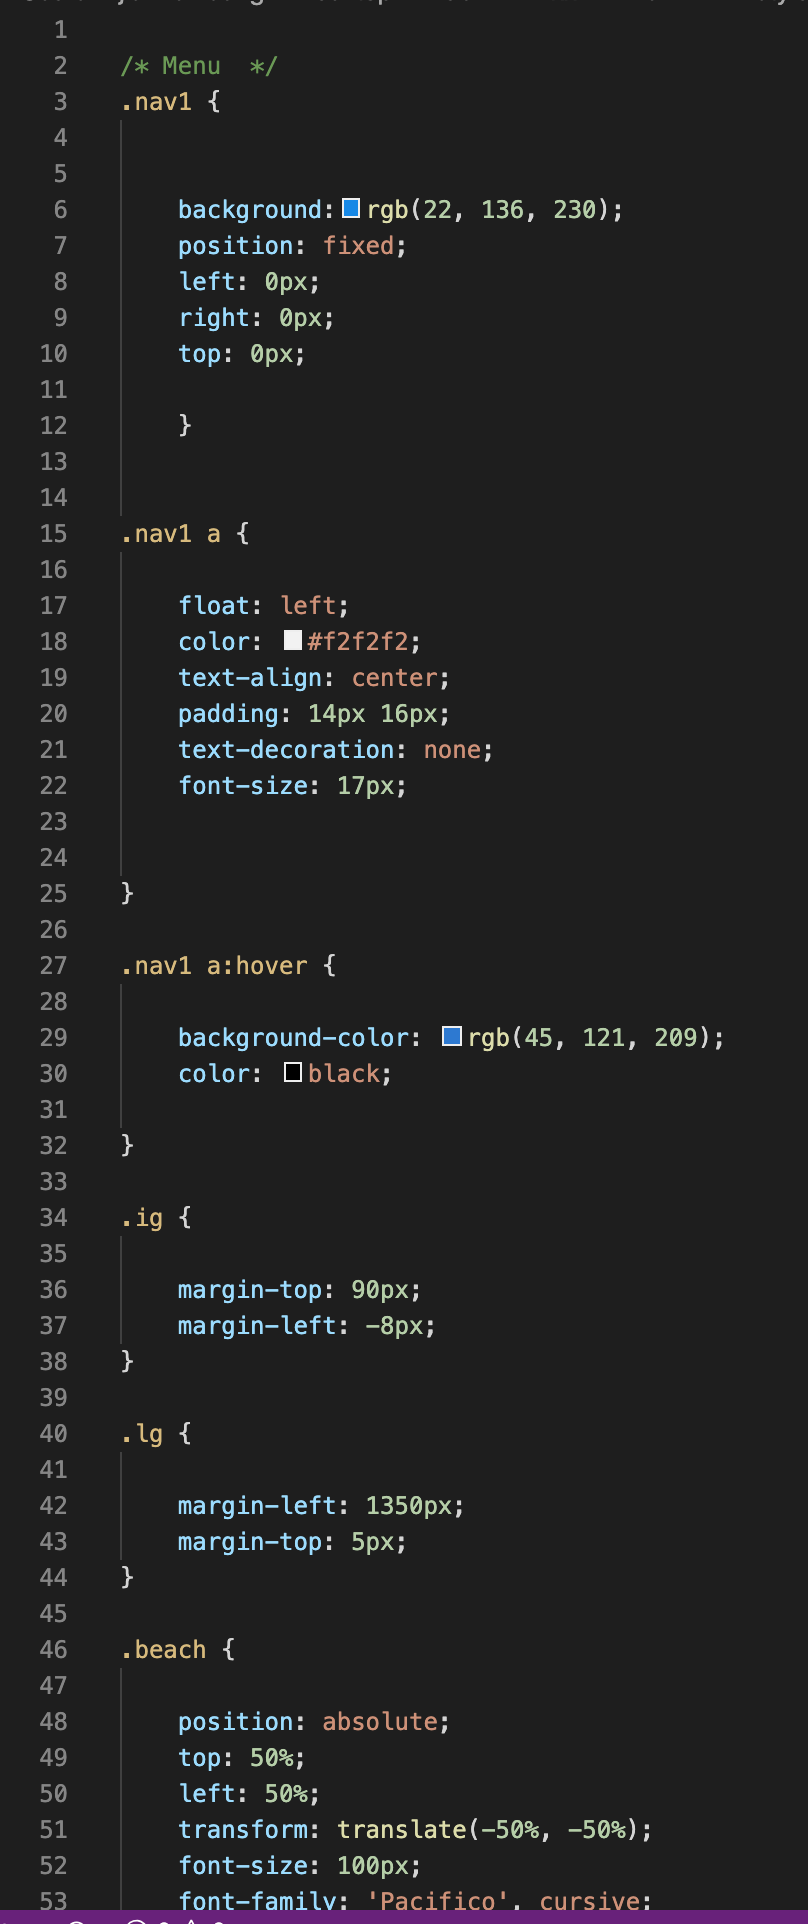 1
2 /* Menu  */
3 .nav1 {
4
5
6 background: rgb(22, 136, 230);
7 position: fixed;
8 left: 0px;
9 right: 0px;
10 top: 0px;
11
12 }
13
14
15 .nav1 a {
16
17 float: left;
18 color: #f2f2f2;
19 text-align: center;
20 padding: 14px 16px;
21 text-decoration: none;
22 font-size: 17px;
23
24
25 }
26
27 .nav1 a:hover {
28
29 background-color: rgb(45, 121, 209);
30 color: black;
31
32 }
33
34 .ig {
35
36 margin-top: 90px;
37 margin-left: -8px;
38 }
39
40 .lg {
41
42 margin-left: 1350px;
43 margin-top: 5px;
44 }
45
46 .beach {
47
48 position: absolute;
49 top: 50%;
50 left: 50%;
51 transform: translate(-50%, -50%);
52 font-size: 100px;
53 font-family: 'Pacifico', cursive;